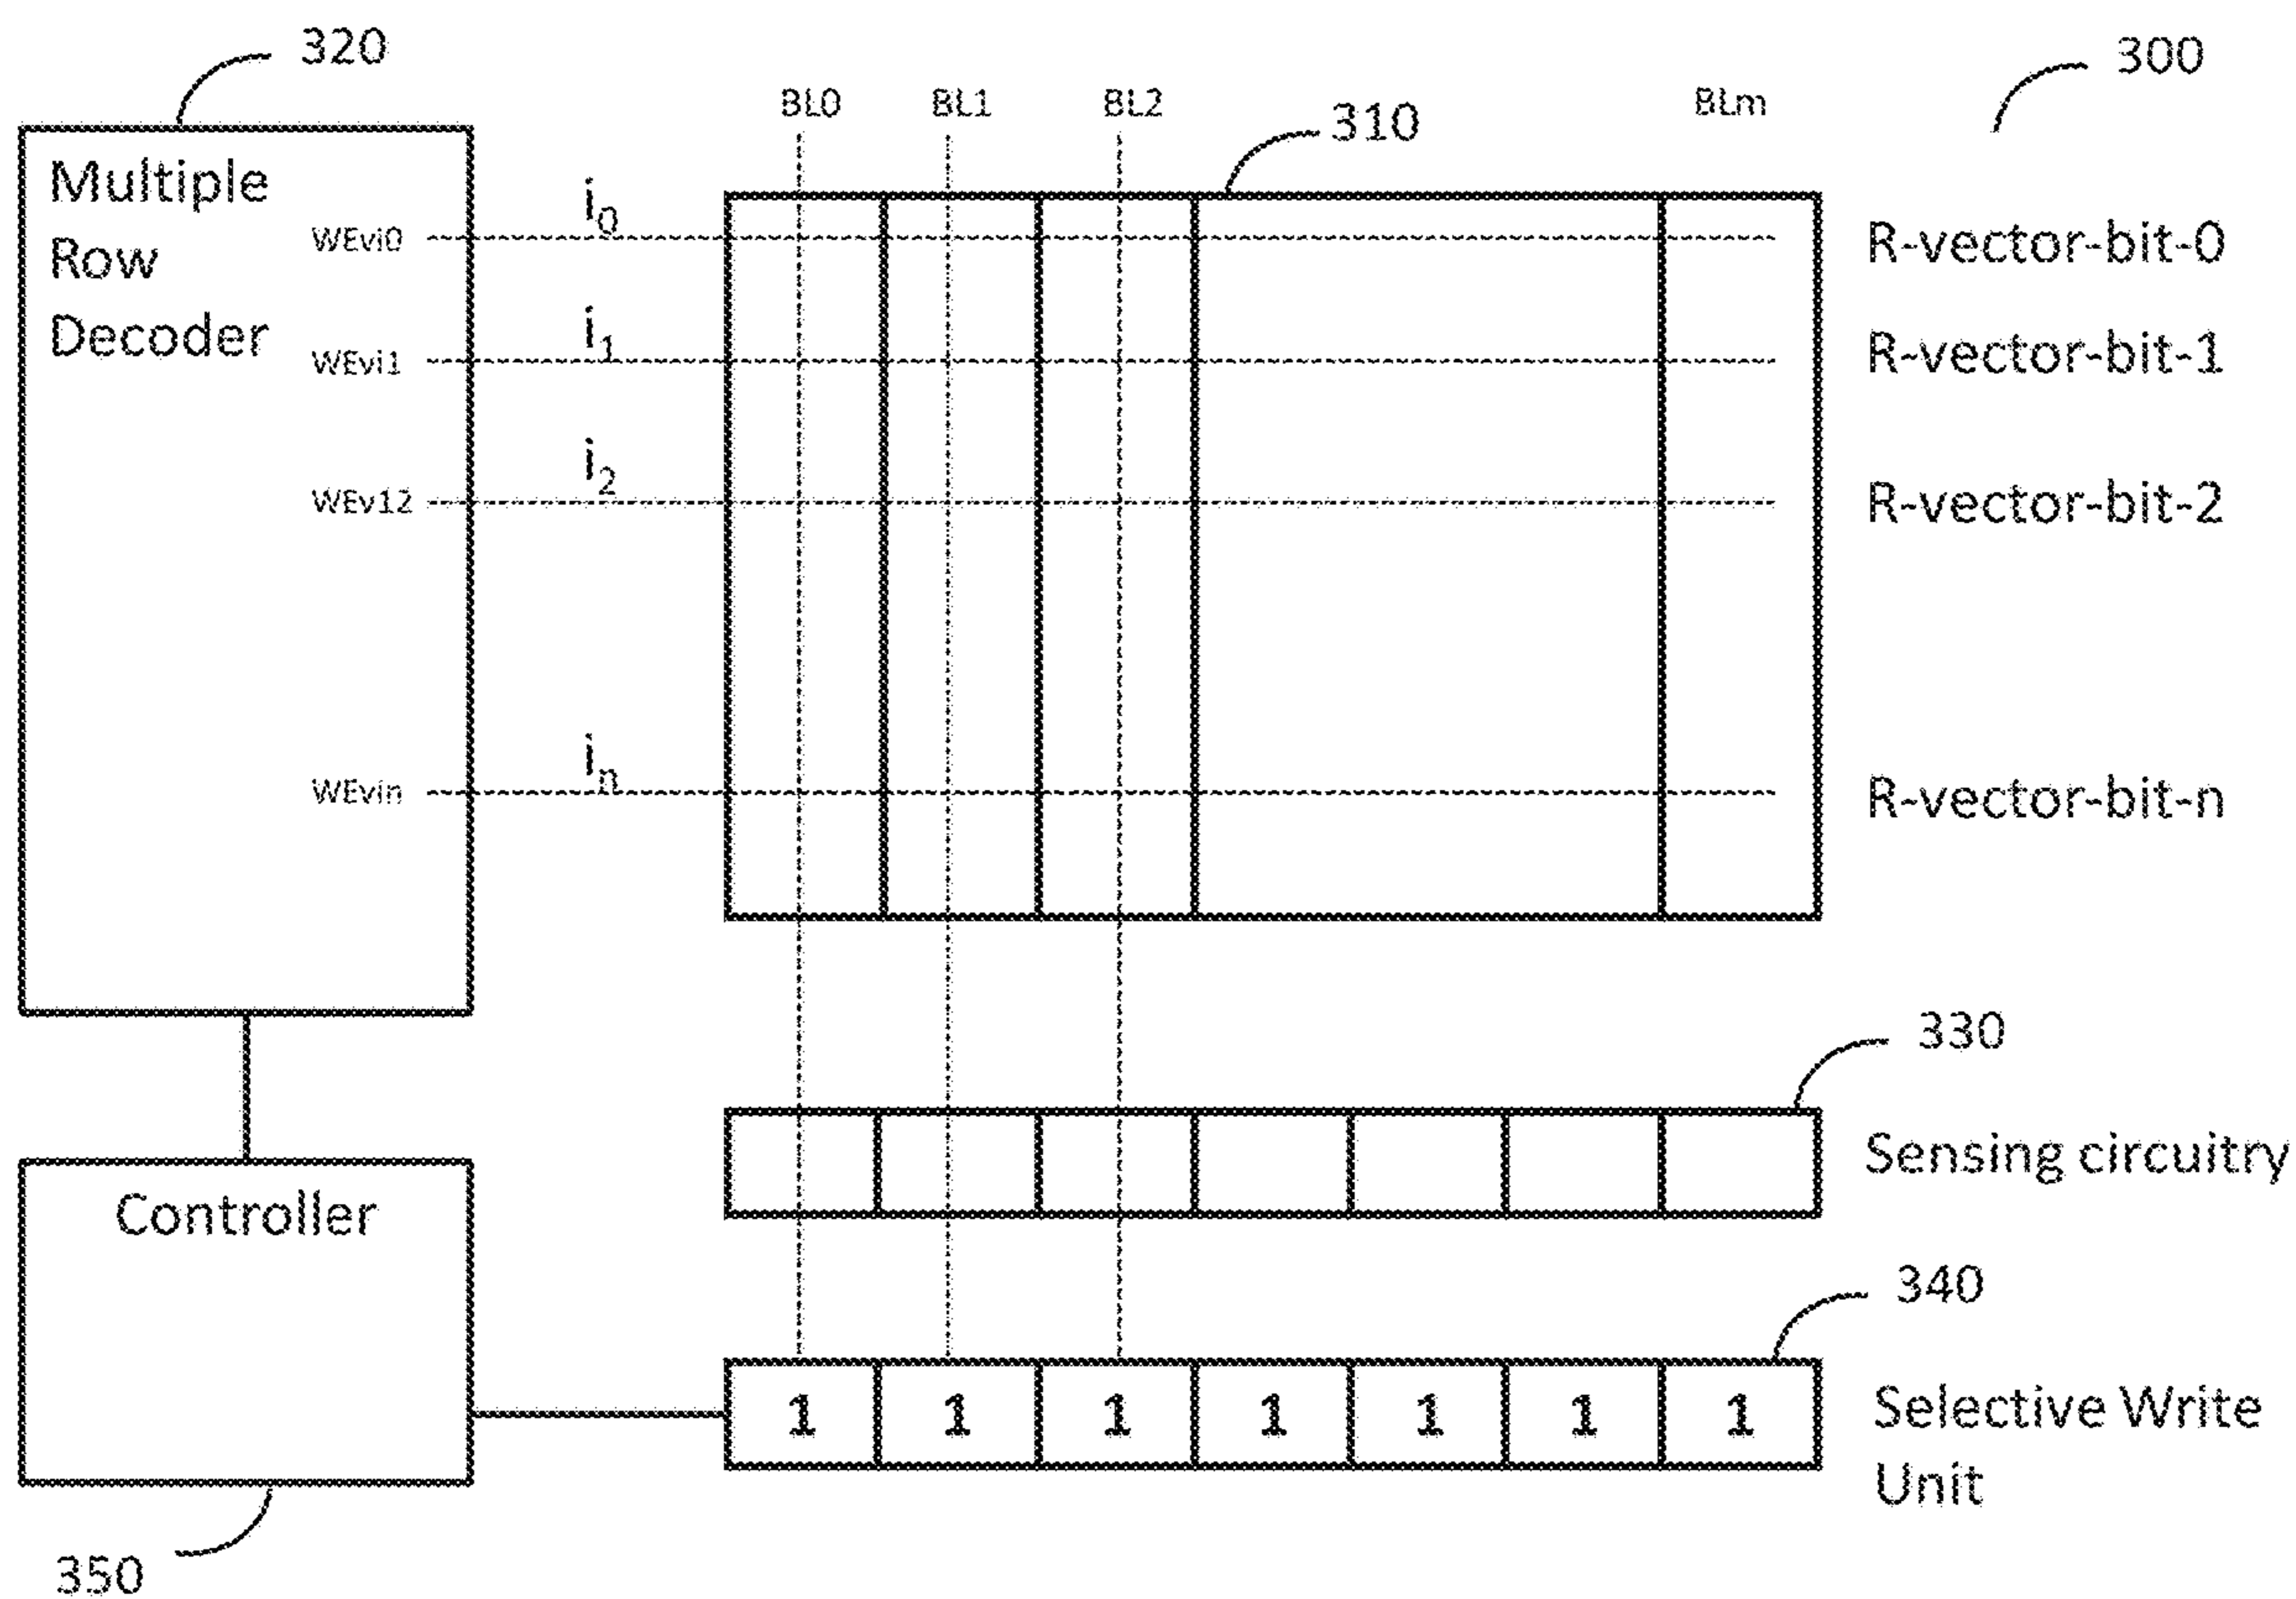 320
300
BL0 BL1 BL2 BLm
310
Multiple
Row
Decoder
WEvi0 i0 R-vector-bit-0
WEvi1 i1 R-vector-bit-1
WEv12 i2 R-vector-bit-2
WEvin in R-vector-bit-n
330
Sensing circuitry
Controller
340
1 1 1 1 1 1 1
Selective Write
Unit
350